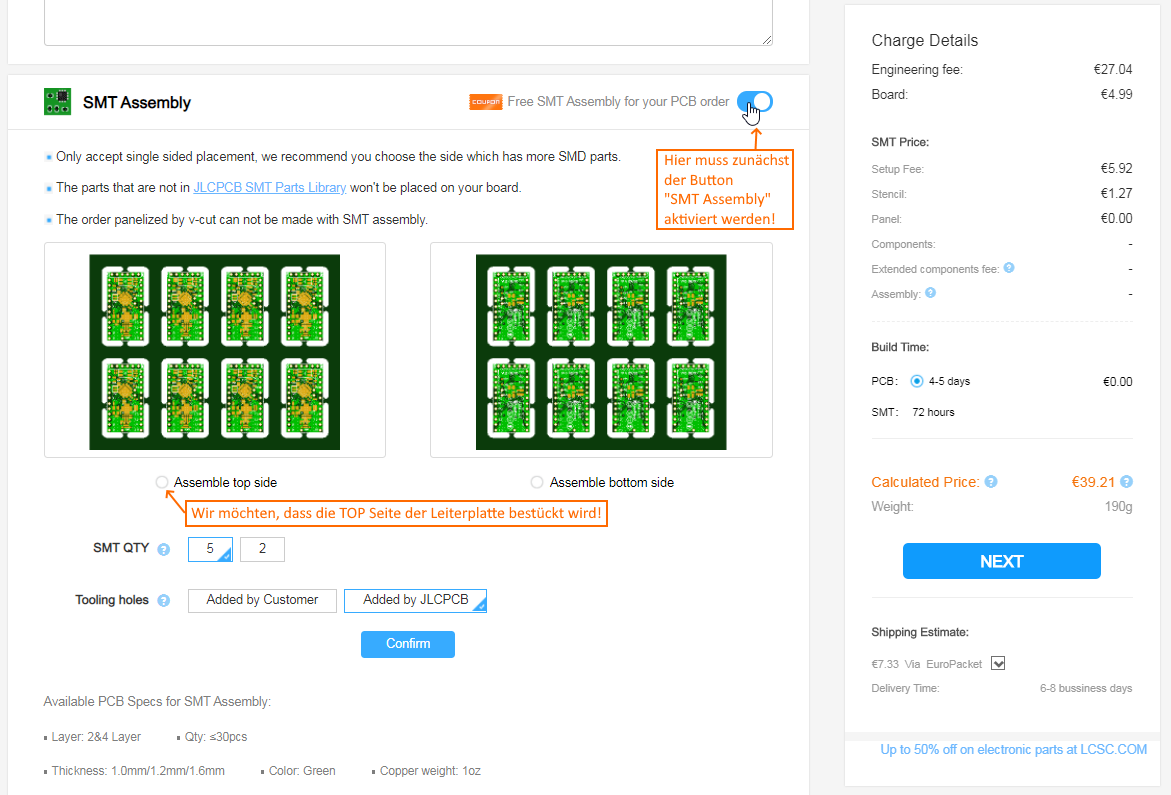 SMT Assembly
COUPON Free SMT Assembly for your PCB order
Only accept single sided placement, we recommend you choose the side which has more SMD parts.
The parts that are not in JLCPCB SMT Parts Library won't be placed on your board.
The order panelized by v-cut can not be made with SMT assembly.
Hier muss zunächst
der Button
"SMT Assembly"
aktiviert werden!
Assemble top side
Assemble bottom side
Wir möchten, dass die TOP Seite der Leiterplatte bestückt wird!
SMT QTY ? 5 2
Tooling holes ? Added by Customer Added by JLCPCB
Confirm
Available PCB Specs for SMT Assembly:
Layer: 2&4 Layer Qty: ≤30pcs
Thickness: 1.0mm/1.2mm/1.6mm Color: Green Copper weight: 1oz
Charge Details
Engineering fee: €27.04
Board: €4.99
SMT Price:
Setup Fee: €5.92
Stencil: €1.27
Panel: €0.00
Components: -
Extended components fee: ? -
Assembly: ? -
Build Time:
PCB: 4-5 days €0.00
SMT: 72 hours
Calculated Price: ? €39.21 ?
Weight: 190g
NEXT
Shipping Estimate:
€7.33 Via EuroPacket
Delivery Time: 6-8 bussiness days
Up to 50% off on electronic parts at LCSC.COM